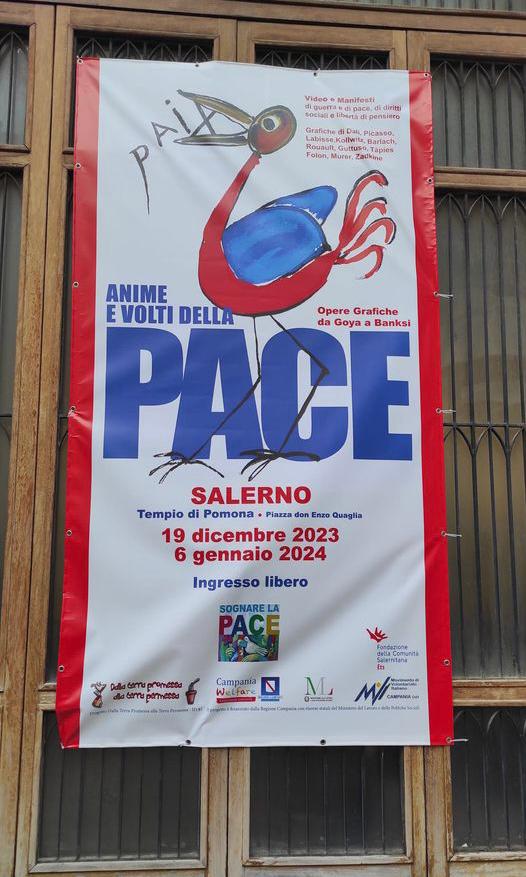 PAIX
Video e Manifesti
di guerra e di pace, di diritti
sociali e libertà di pensiero
Grafiche di Dalì, Picasso,
Labisse, Kollwitz, Barlach,
Rouault, Guttuso, Tàpies
Folon, Murer, Zadkine
ANIME
E VOLTI DELLA
Opere Grafiche
da Goya a Banksi
PACE
SALERNO
Tempio di Pomona • Piazza don Enzo Quaglia
19 dicembre 2023
6 gennaio 2024
Ingresso libero
SOGNARE LA
PACE
Fondazione
della Comunità
Salernitana
Dalla terra promessa
alla terra permessa
Campania
Welfare
ML
MoVI
Movimento di
Volontariato
Italiano
CAMPANIA